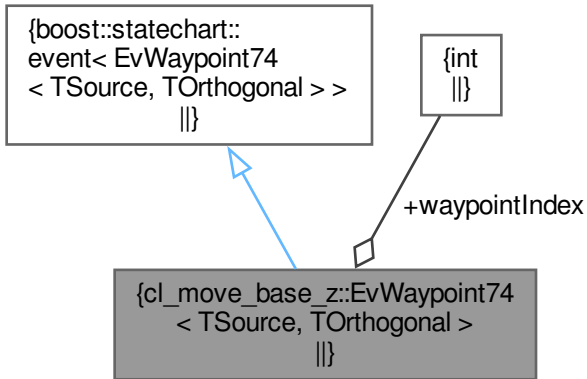 {boost::statechart::
event< EvWaypoint74
< TSource, TOrthogonal > >
||}
{int
||}
+waypointIndex
{cl_move_base_z::EvWaypoint74
< TSource, TOrthogonal >
||}